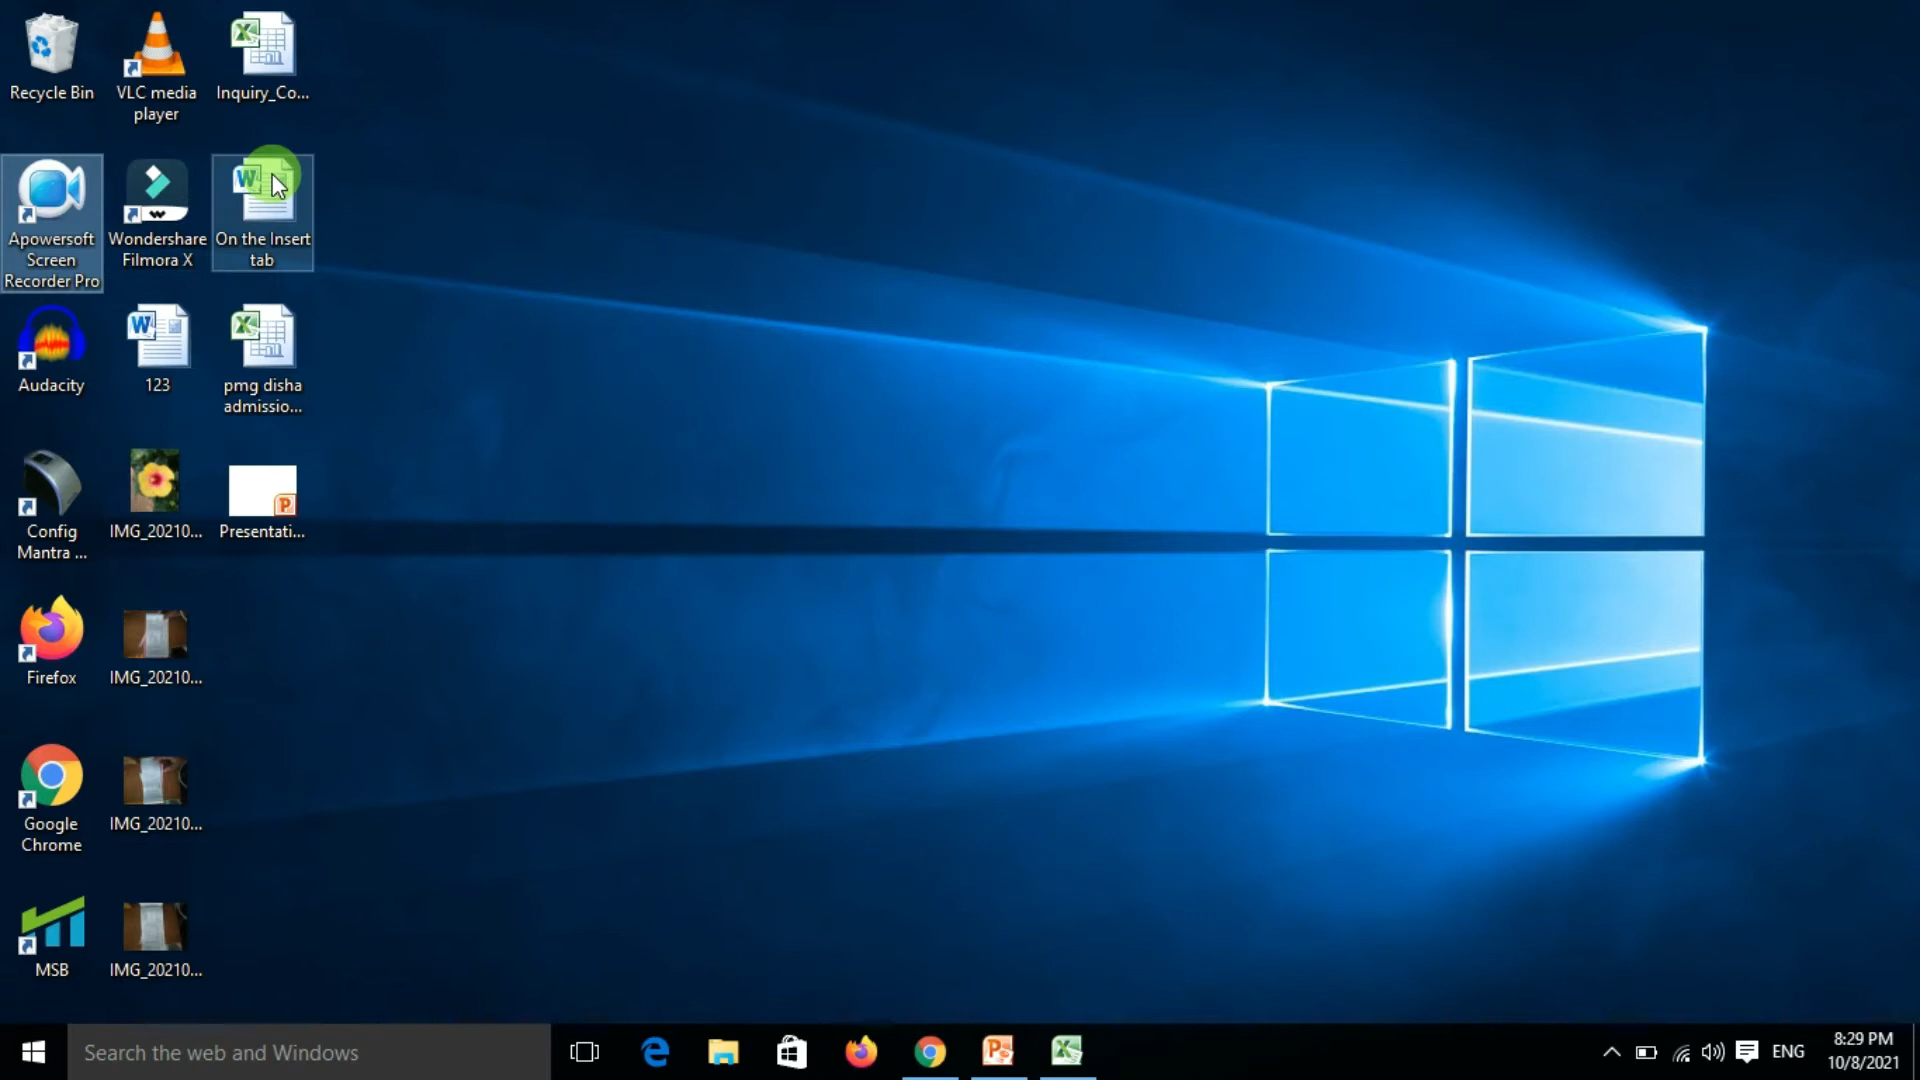 Recycle Bin
VLC media
player
Inquiry_Co...
Apowersoft
Screen
Recorder Pro
Wondershare
Filmora X
On the Insert
tab
Audacity
123
pmg disha
admissio...
Config
Mantra ...
IMG_20210...
Presentati...
Firefox
IMG_20210...
Google
Chrome
IMG_20210...
MSB
IMG_20210...
Search the web and Windows
ENG
8:29 PM
10/8/2021